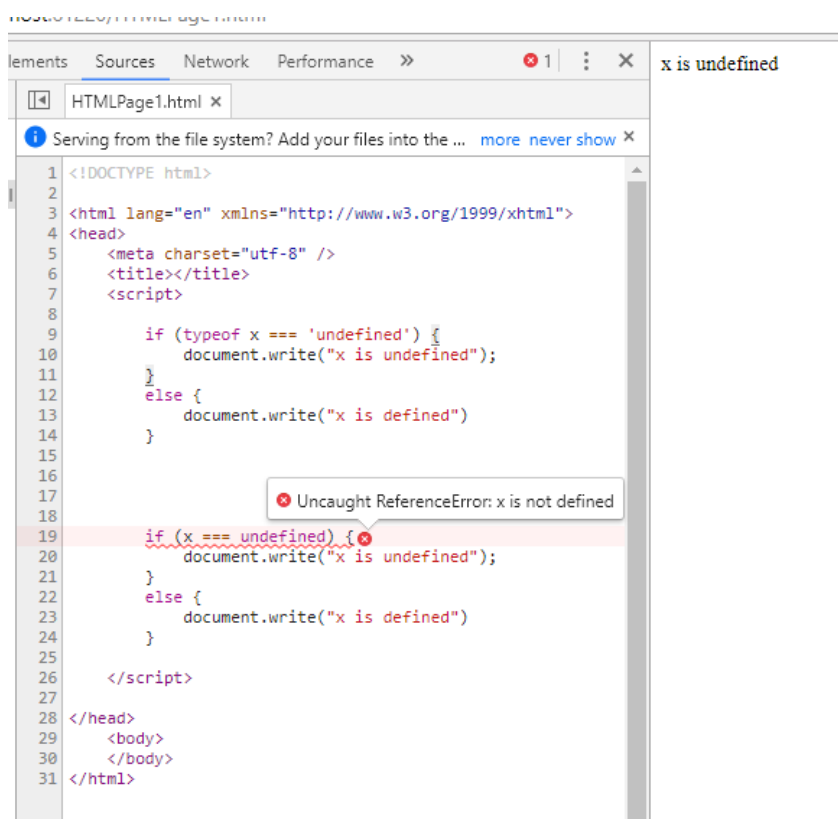 Sources Network Performance »
1
HTMLPage1.html ×
Serving from the file system? Add your files into the ... more never show ×
1 <!DOCTYPE html>
2
3 <html lang="en" xmlns="http://www.w3.org/1999/xhtml">
4 <head>
5 <meta charset="utf-8" />
6 <title></title>
7 <script>
8
9 if (typeof x === 'undefined') {
10 document.write("x is undefined");
11 }
12 else {
13 document.write("x is defined")
14 }
15
16
17
Uncaught ReferenceError: x is not defined
18
19 if (x === undefined) {
20 document.write("x is undefined");
21 }
22 else {
23 document.write("x is defined")
24 }
25
26 </script>
27
28 </head>
29 <body>
30 </body>
31 </html>
x is undefined